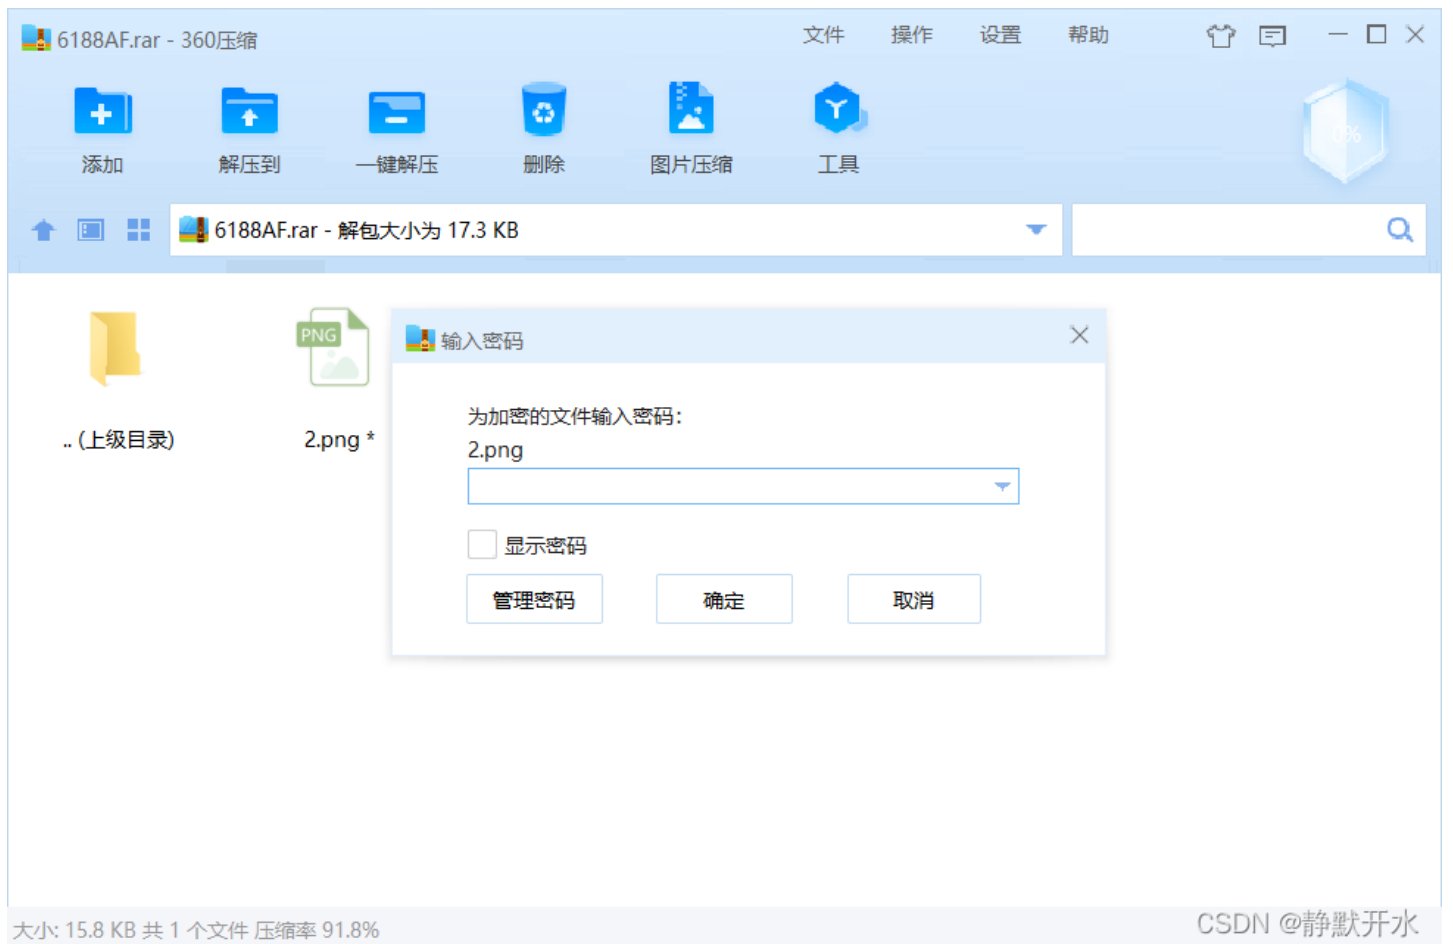 6188AF.rar - 360压缩
文件 操作 设置 帮助
添加 解压到 一键解压 删除 图片压缩 工具
0%
6188AF.rar - 解包大小为 17.3 KB
PNG
.. (上级目录)
2.png *
输入密码
为加密的文件输入密码:
2.png
显示密码
管理密码 确定 取消
大小: 15.8 KB 共 1 个文件 压缩率 91.8%
CSDN @静默开水